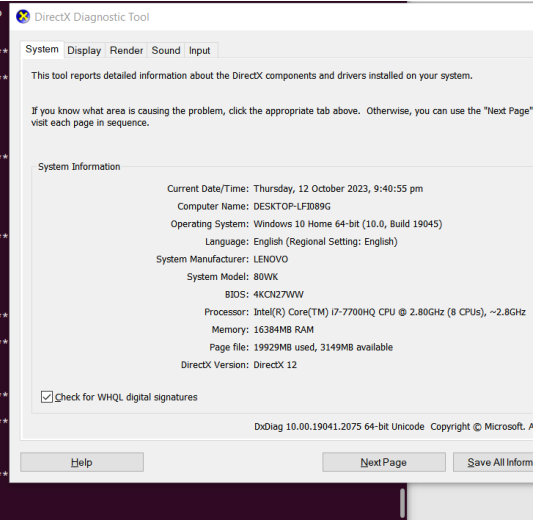 DirectX Diagnostic Tool
System Display Render Sound Input
This tool reports detailed information about the DirectX components and drivers installed on your system.
If you know what area is causing the problem, click the appropriate tab above. Otherwise, you can use the "Next Page"
visit each page in sequence.
System Information
Current Date/Time: Thursday, 12 October 2023, 9:40:55 pm
Computer Name: DESKTOP-LFI089G
Operating System: Windows 10 Home 64-bit (10.0, Build 19045)
Language: English (Regional Setting: English)
System Manufacturer: LENOVO
System Model: 80WK
BIOS: 4KCN27WW
Processor: Intel(R) Core(TM) i7-7700HQ CPU @ 2.80GHz (8 CPUs), ~2.8GHz
Memory: 16384MB RAM
Page file: 19929MB used, 3149MB available
DirectX Version: DirectX 12
Check for WHQL digital signatures
DxDiag 10.00.19041.2075 64-bit Unicode Copyright © Microsoft. A
Help Next Page Save All Inform